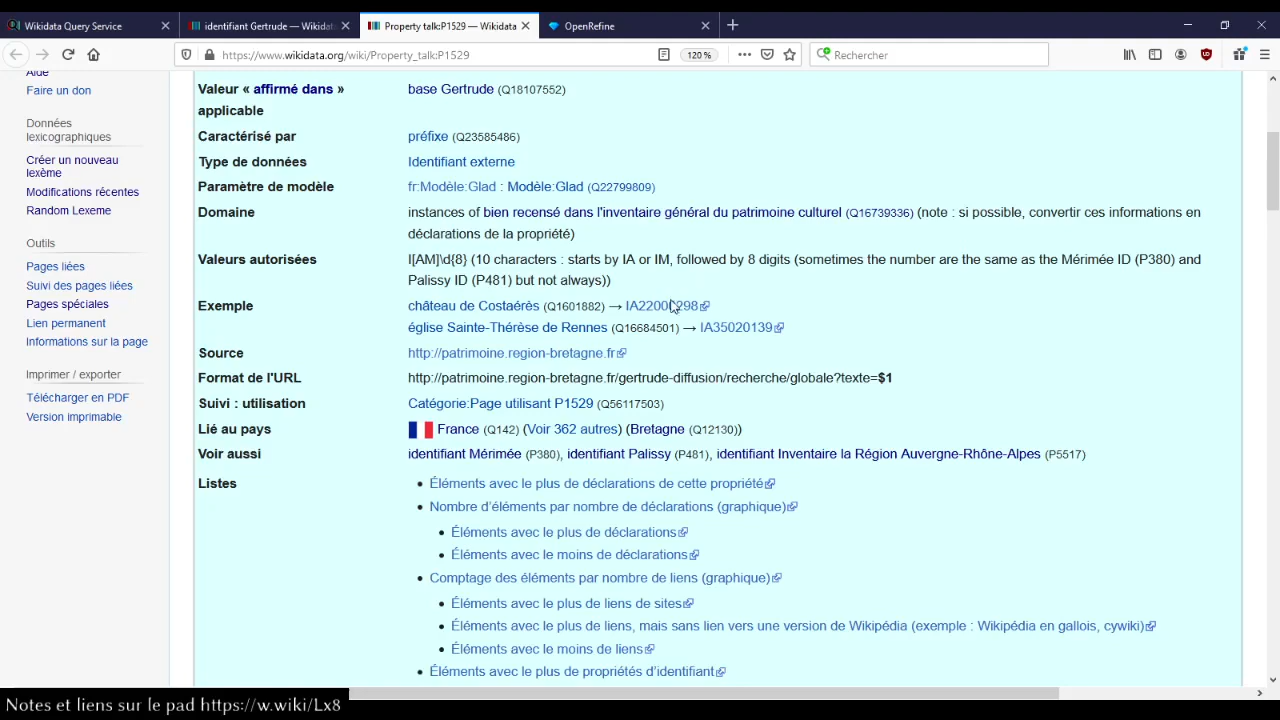 Wikidata Query Service
identifiant Gertrude — Wikidat
Property talk:P1529 — Wikidata
OpenRefine
https://www.wikidata.org/wiki/Property_talk:P1529
120 %
Rechercher
Aide
Faire un don
Données
lexicographiques
Créer un nouveau
lexème
Modifications récentes
Random Lexeme
Outils
Pages liées
Suivi des pages liées
Pages spéciales
Lien permanent
Informations sur la page
Imprimer / exporter
Télécharger en PDF
Version imprimable
Valeur « affirmé dans » base Gertrude (Q18107552)
applicable
Caractérisé par préfixe (Q23585486)
Type de données Identifiant externe
Paramètre de modèle fr:Modèle:Glad : Modèle:Glad (Q22799809)
Domaine instances of bien recensé dans l'inventaire général du patrimoine culturel (Q16739336) (note : si possible, convertir ces informations en
déclarations de la propriété)
Valeurs autorisées I[AM]\d{8} (10 characters : starts by IA or IM, followed by 8 digits (sometimes the number are the same as the Mérimée ID (P380) and
Palissy ID (P481) but not always))
Exemple château de Costaérès (Q1601882) →
église Sainte-Thérèse de Rennes (Q16684501) → IA35020139
Source http://patrimoine.region-bretagne.fr
Format de l'URL http://patrimoine.region-bretagne.fr/gertrude-diffusion/recherche/globale?texte=$1
Suivi : utilisation Catégorie:Page utilisant P1529 (Q56117503)
Lié au pays France (Q142) (Voir 362 autres) (Bretagne (Q12130))
Voir aussi identifiant Mérimée (P380), identifiant Palissy (P481), identifiant Inventaire la Région Auvergne-Rhône-Alpes (P5517)
Listes • Éléments avec le plus de déclarations de cette propriété
• Nombre d’éléments par nombre de déclarations (graphique)
• Éléments avec le plus de déclarations
• Éléments avec le moins de déclarations
• Comptage des éléments par nombre de liens (graphique)
• Éléments avec le plus de liens de sites
• Éléments avec le plus de liens, mais sans lien vers une version de Wikipédia (exemple : Wikipédia en gallois, cywiki)
• Éléments avec le moins de liens
• Éléments avec le plus de propriétés d’identifiant
Notes et liens sur le pad https://w.wiki/Lx8